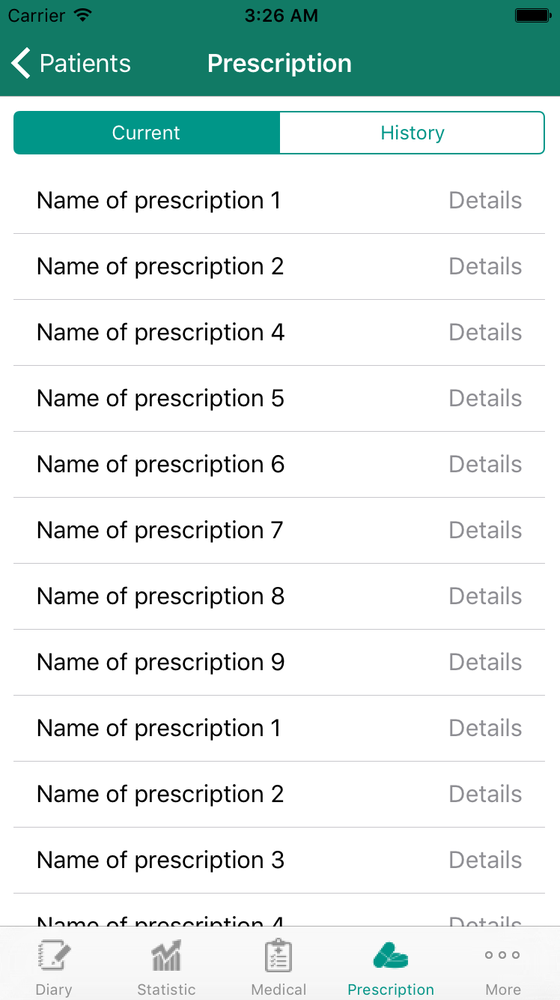 Carrier 3:26 AM
Patients Prescription
Current History
Name of prescription 1 Details
Name of prescription 2 Details
Name of prescription 4 Details
Name of prescription 5 Details
Name of prescription 6 Details
Name of prescription 7 Details
Name of prescription 8 Details
Name of prescription 9 Details
Name of prescription 1 Details
Name of prescription 2 Details
Name of prescription 3 Details
Name of prescription 4 Details
Diary Statistic Medical Prescription More